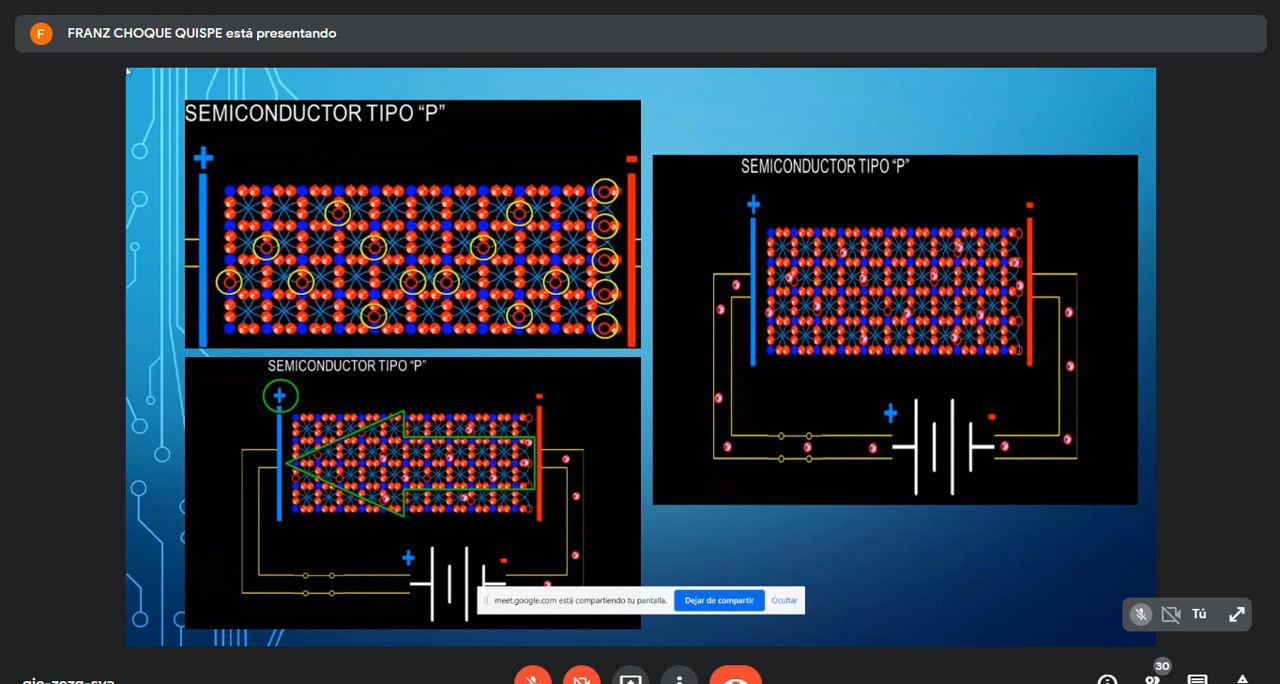 F
FRANZ CHOQUE QUISPE está presentando
SEMICONDUCTOR TIPO “P”
+
-
SEMICONDUCTOR TIPO “P”
+
-
+
-
SEMICONDUCTOR TIPO “P”
+
-
+
-
meet.google.com está compartiendo tu pantalla.
Dejar de compartir
Ocultar
Tú
30